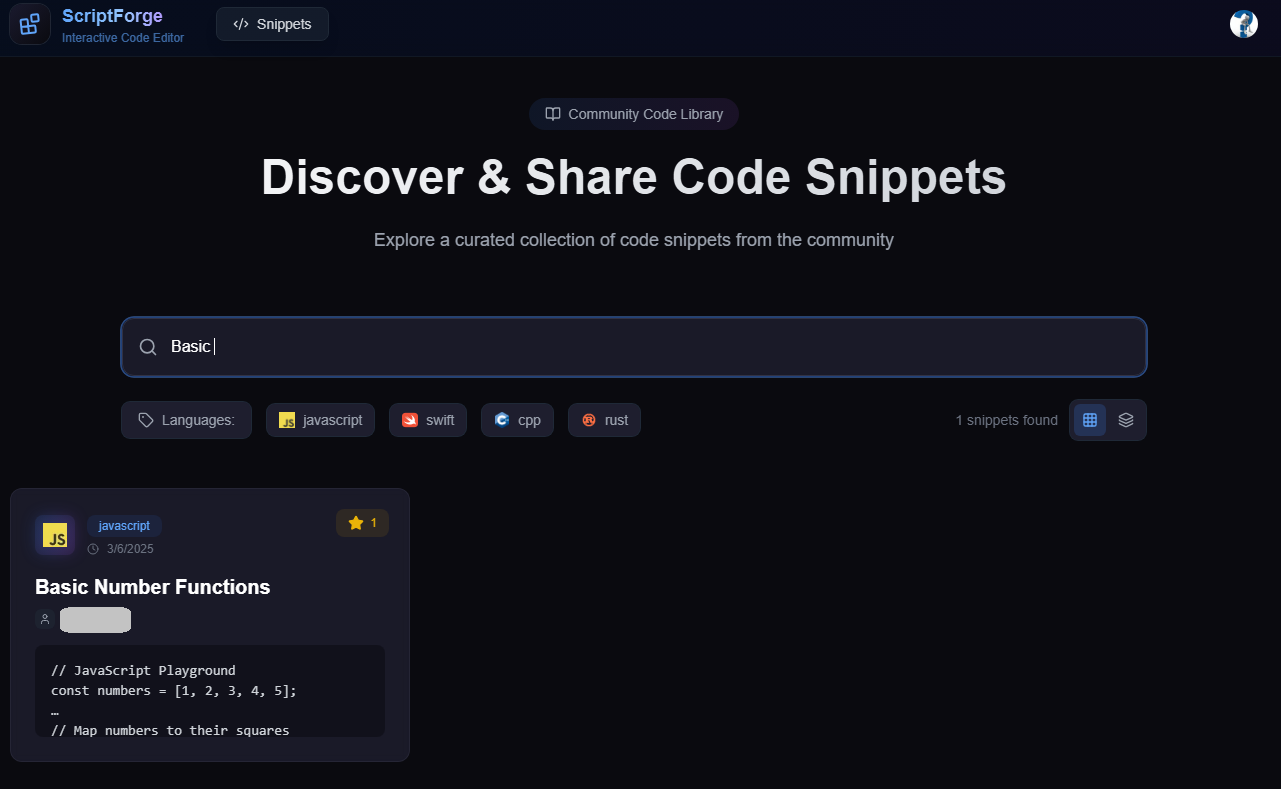 ScriptForge
Interactive Code Editor
</> Snippets
Community Code Library
Discover & Share Code Snippets
Explore a curated collection of code snippets from the community
Basic
Languages:
javascript
swift
cpp
rust
1 snippets found
JS
javascript
1
3/6/2025
Basic Number Functions
// JavaScript Playground
const numbers = [1, 2, 3, 4, 5];
…
// Map numbers to their squares